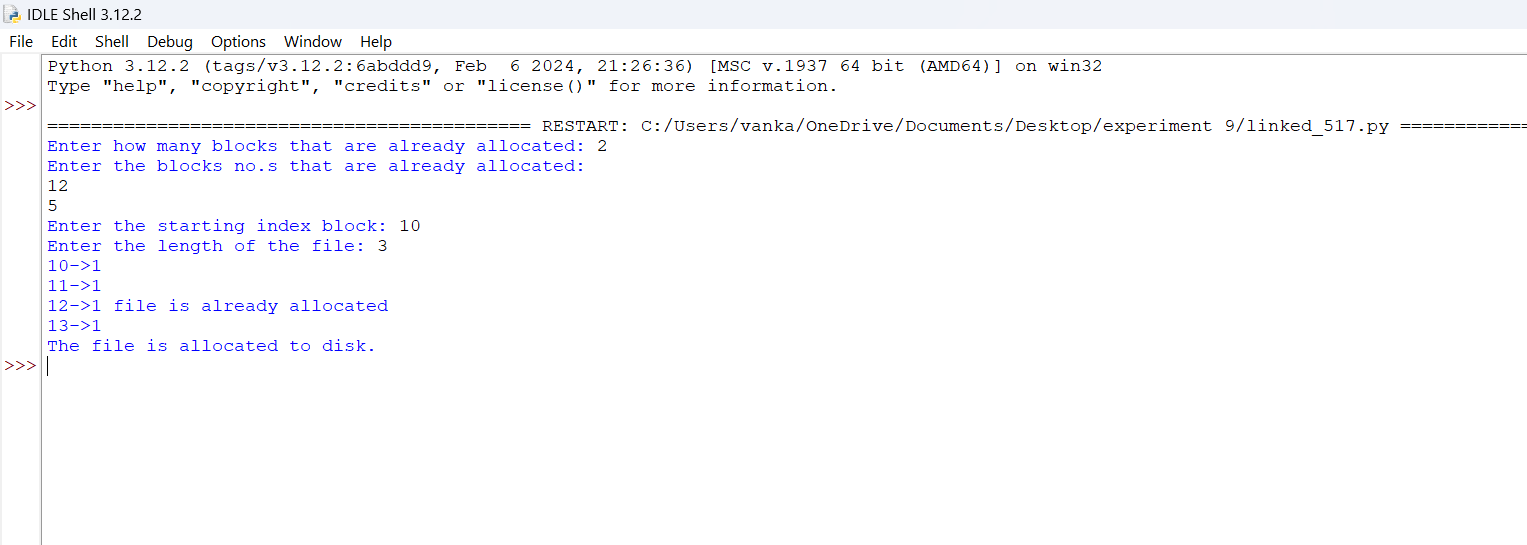 IDLE Shell 3.12.2
File Edit Shell Debug Options Window Help
Python 3.12.2 (tags/v3.12.2:6abddd9, Feb  6 2024, 21:26:36) [MSC v.1937 64 bit (AMD64)] on win32
Type "help", "copyright", "credits" or "license()" for more information.
>>>
============================================ RESTART: C:/Users/vanka/OneDrive/Documents/Desktop/experiment 9/linked_517.py ============
Enter how many blocks that are already allocated: 2
Enter the blocks no.s that are already allocated:
12
5
Enter the starting index block: 10
Enter the length of the file: 3
10->1
11->1
12->1 file is already allocated
13->1
The file is allocated to disk.
>>>